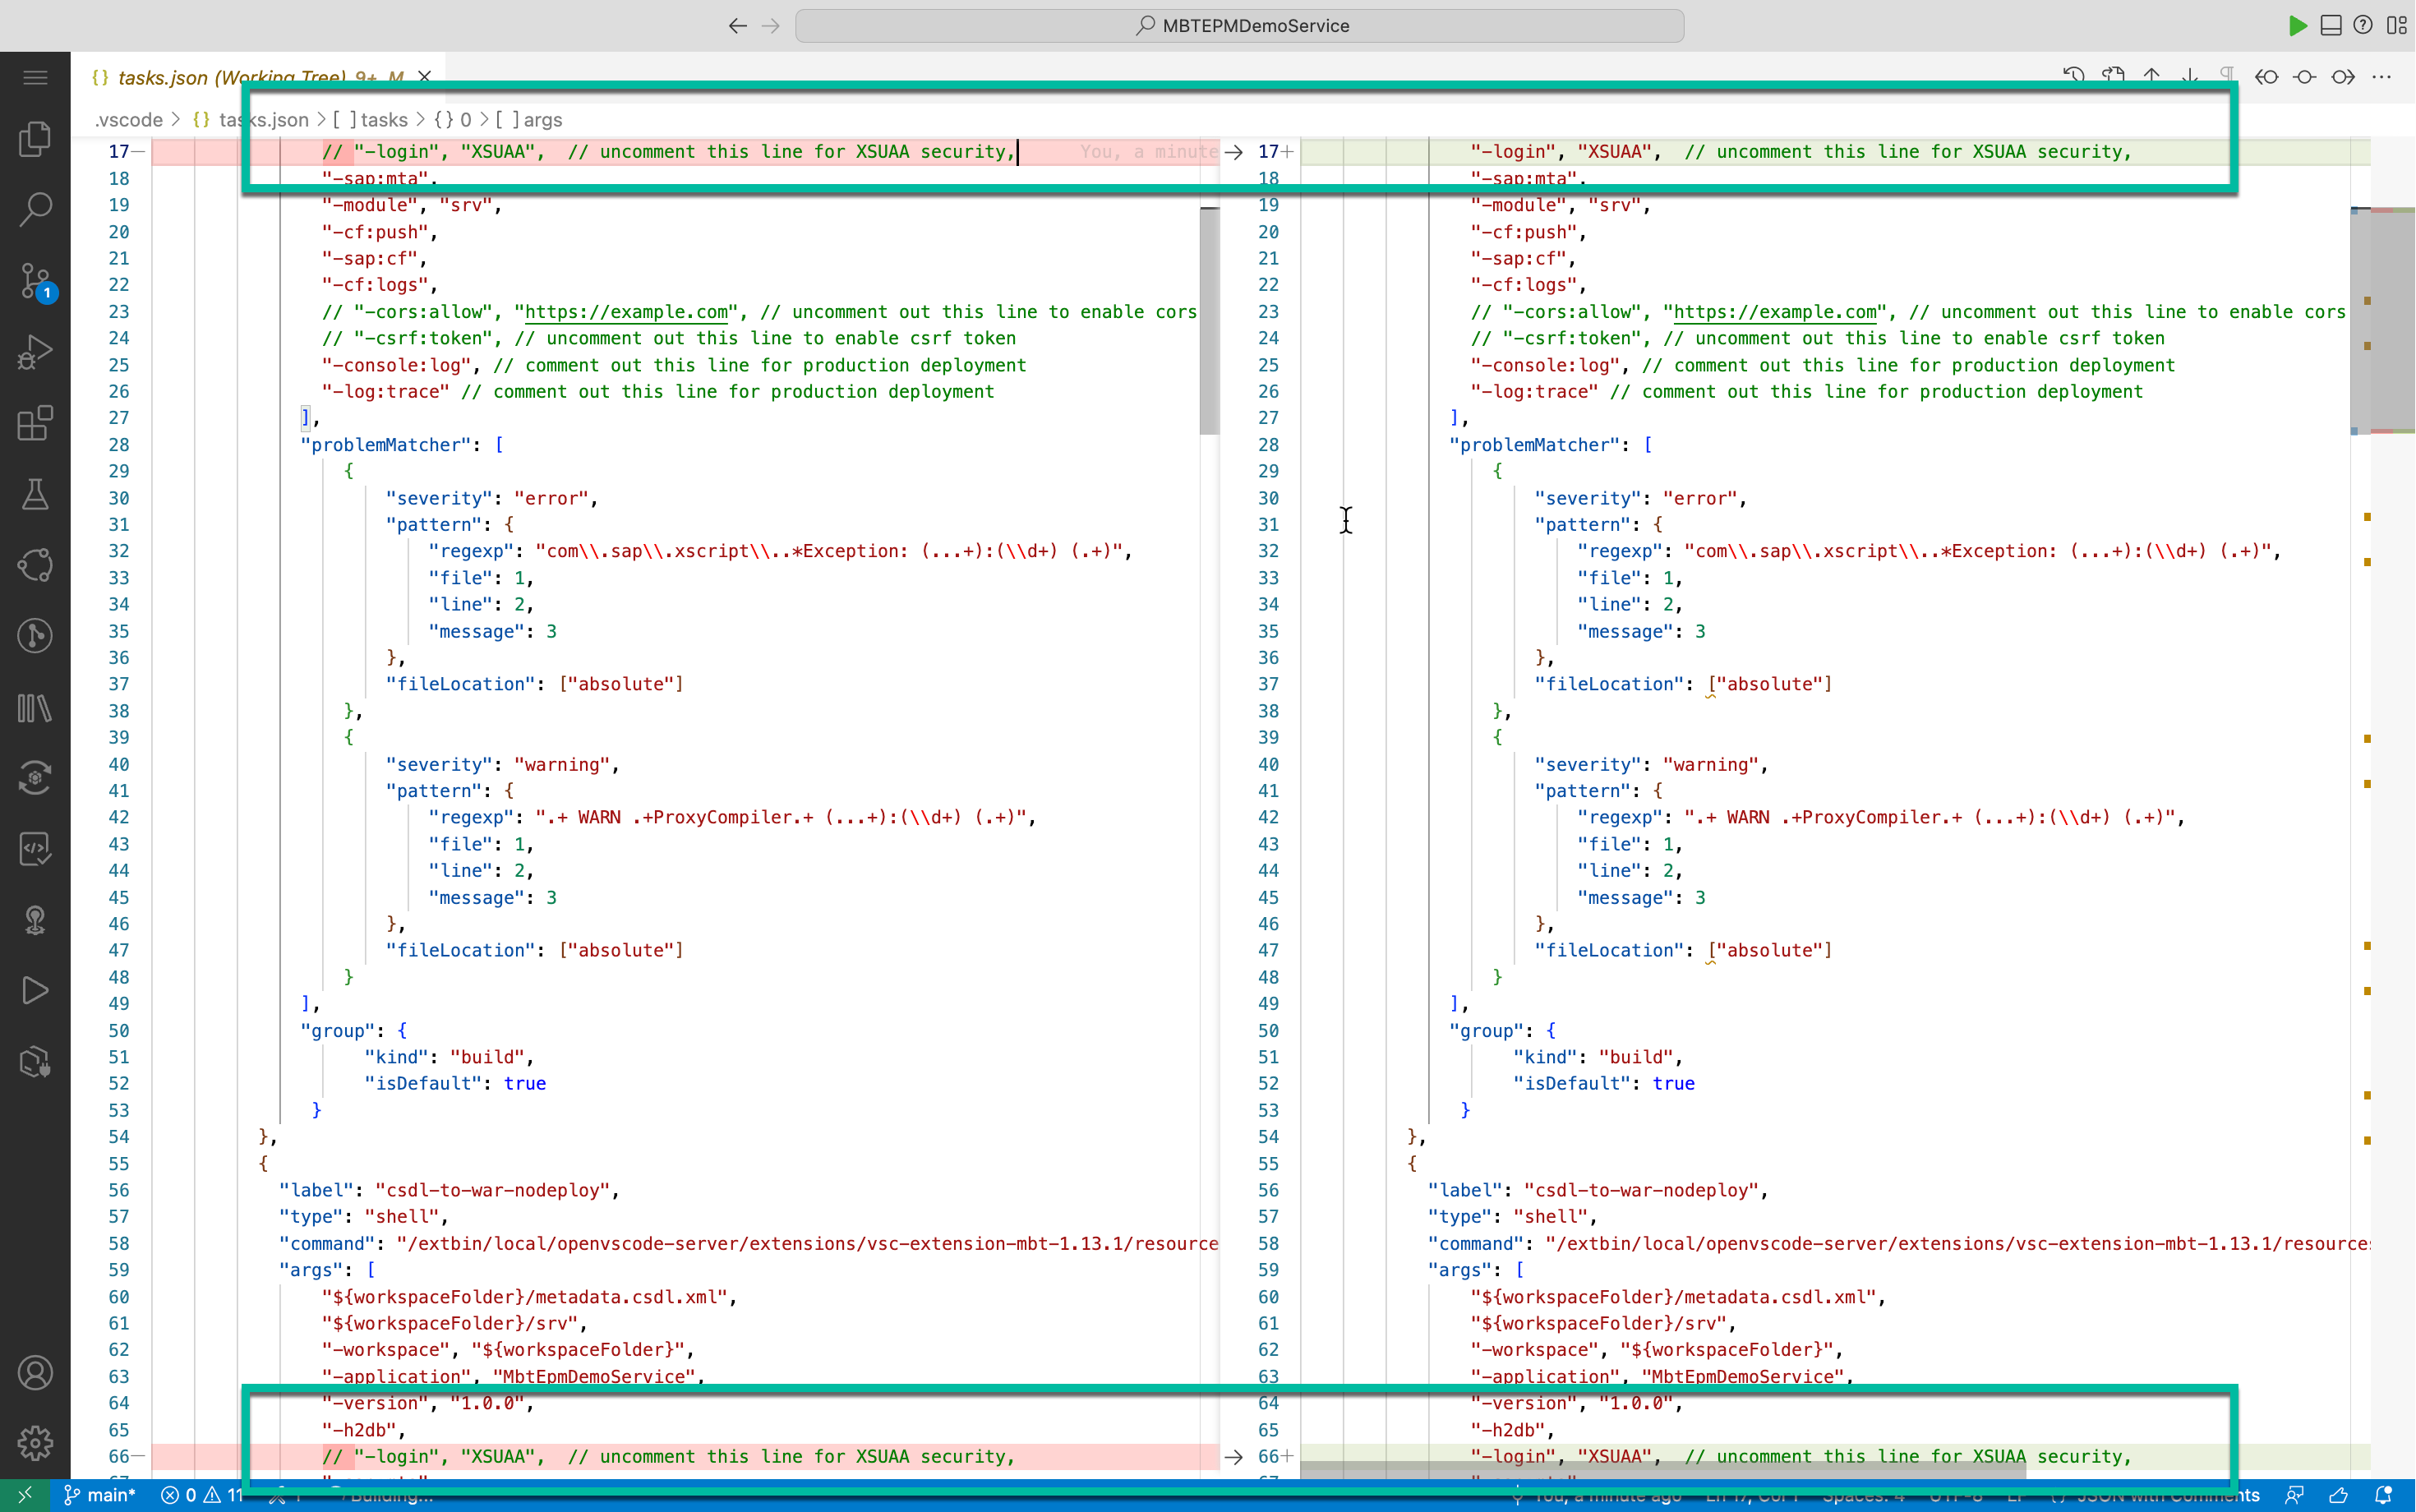 MBTEPMDemoService
{} tasks.json (Working Tree) 9+, M
.vscode > {} tasks.json > [ ] tasks > {} 0 > [ ] args
17 // "-login", "XSUAA",  // uncomment this line for XSUAA security, You, a minute
18 "-sap:mta",
19 "-module", "srv",
20 "-cf:push",
21 "-sap:cf",
22 "-cf:logs",
23 // "-cors:allow", "https://example.com", // uncomment out this line to enable cors
24 // "-csrf:token", // uncomment out this line to enable csrf token
25 "-console:log", // comment out this line for production deployment
26 "-log:trace" // comment out this line for production deployment
27 ],
28 "problemMatcher": [
29 {
30 "severity": "error",
31 "pattern": {
32 "regexp": "com\\.sap\\.xscript\\..*Exception: (...+):(\\d+) (.+)",
33 "file": 1,
34 "line": 2,
35 "message": 3
36 },
37 "fileLocation": ["absolute"]
38 },
39 {
40 "severity": "warning",
41 "pattern": {
42 "regexp": ".+ WARN .+ProxyCompiler.+ (...+):(\\d+) (.+)",
43 "file": 1,
44 "line": 2,
45 "message": 3
46 },
47 "fileLocation": ["absolute"]
48 }
49 ],
50 "group": {
51 "kind": "build",
52 "isDefault": true
53 }
54 },
55 {
56 "label": "csdl-to-war-nodeploy",
57 "type": "shell",
58 "command": "/extbin/local/openvscode-server/extensions/vsc-extension-mbt-1.13.1/resource
59 "args": [
60 "${workspaceFolder}/metadata.csdl.xml",
61 "${workspaceFolder}/srv",
62 "-workspace", "${workspaceFolder}",
63 "-application", "MbtEpmDemoService",
64 "-version", "1.0.0",
65 "-h2db",
66 // "-login", "XSUAA",  // uncomment this line for XSUAA security,
17 "-login", "XSUAA",  // uncomment this line for XSUAA security,
18 "-sap:mta",
19 "-module", "srv",
20 "-cf:push",
21 "-sap:cf",
22 "-cf:logs",
23 // "-cors:allow", "https://example.com", // uncomment out this line to enable cors
24 // "-csrf:token", // uncomment out this line to enable csrf token
25 "-console:log", // comment out this line for production deployment
26 "-log:trace" // comment out this line for production deployment
27 ],
28 "problemMatcher": [
29 {
30 "severity": "error",
31 "pattern": {
32 "regexp": "com\\.sap\\.xscript\\..*Exception: (...+):(\\d+) (.+)",
33 "file": 1,
34 "line": 2,
35 "message": 3
36 },
37 "fileLocation": ["absolute"]
38 },
39 {
40 "severity": "warning",
41 "pattern": {
42 "regexp": ".+ WARN .+ProxyCompiler.+ (...+):(\\d+) (.+)",
43 "file": 1,
44 "line": 2,
45 "message": 3
46 },
47 "fileLocation": ["absolute"]
48 }
49 ],
50 "group": {
51 "kind": "build",
52 "isDefault": true
53 }
54 },
55 {
56 "label": "csdl-to-war-nodeploy",
57 "type": "shell",
58 "command": "/extbin/local/openvscode-server/extensions/vsc-extension-mbt-1.13.1/resource
59 "args": [
60 "${workspaceFolder}/metadata.csdl.xml",
61 "${workspaceFolder}/srv",
62 "-workspace", "${workspaceFolder}",
63 "-application", "MbtEpmDemoService",
64 "-version", "1.0.0",
65 "-h2db",
66 "-login", "XSUAA",  // uncomment this line for XSUAA security,
1
main* 0 11 Building... You, a minute ago Ln 17, Col 1 Spaces: 4 UTF-8 LF {} JSON with Comments